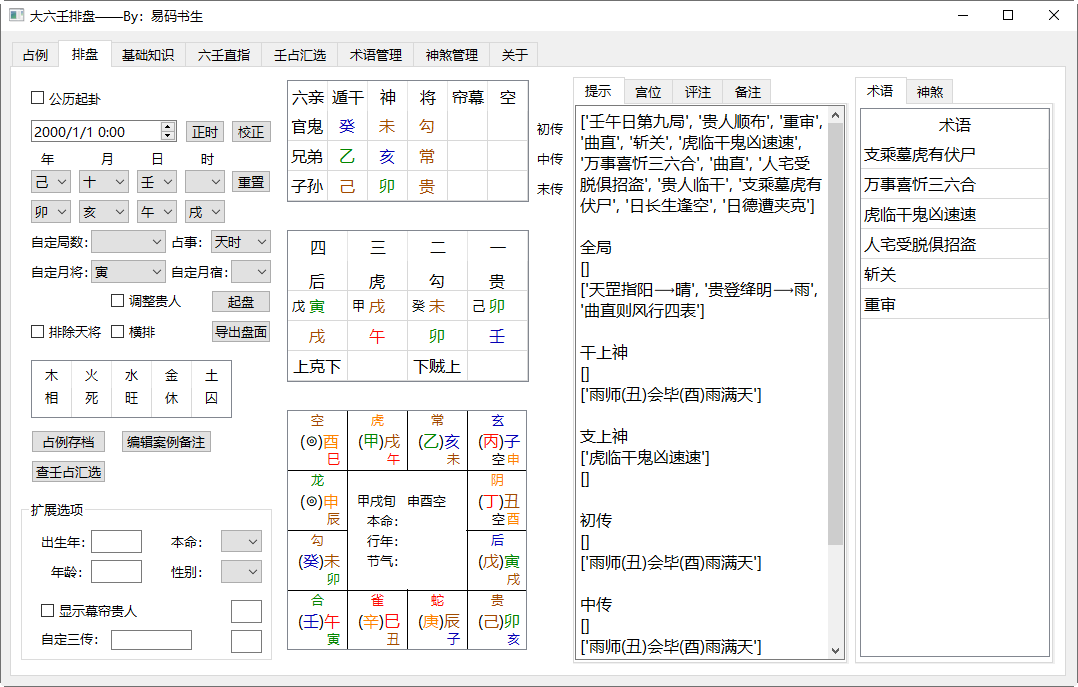 大六壬排盘——By: 易码书生
占例 排盘 基础知识 六壬直指 壬占汇选 术语管理 神煞管理 关于
公历起卦
2000/1/1 0:00 正时 校正
年 月 日 时
己 十 壬 重置
卯 亥 午 戌
自定局数: 占事: 天时
自定月将: 寅 自定月宿:
调整贵人 起盘
排除天将 横排 导出盘面
木 火 水 金 土
相 死 旺 休 囚
占例存档 编辑案例备注
查壬占汇选
扩展选项
出生年: 本命:
年龄: 性别:
显示幕帘贵人
自定三传:
六亲 遁干 神 将 帘幕 空
官鬼 癸 未 勾 初传
兄弟 乙 亥 常 中传
子孙 己 卯 贵 末传
四 三 二 一
后 虎 勾 贵
戊寅 甲戌 癸未 己卯
戌 午 卯 壬
上克下 下贼上
空 虎 常 玄
(◎)酉 (甲)戌 (乙)亥 (丙)子
巳 午 未 空申
龙 阴
(◎)申 甲戌旬 申酉空 (丁)丑
辰 本命: 空酉
勾 行年: 后
(癸)未 节气: (戊)寅
卯 戌
合 雀 蛇 贵
(壬)午 (辛)巳 (庚)辰 (己)卯
寅 丑 子 亥
提示 宫位 评注 备注
['壬午日第九局', '贵人顺布', '重审',
'曲直', '斩关', '虎临干鬼凶速速',
'万事喜忻三六合', '曲直', '人宅受
脱俱招盗', '贵人临干', '支乘墓虎有
伏尸', '日长生逢空', '日德遭夹克']
全局
[]
['天罡指阳⟶晴', '贵登绛明⟶雨',
'曲直则风行四表']
干上神
[]
['雨师(丑)会毕(酉)雨满天']
支上神
['虎临干鬼凶速速']
[]
初传
[]
['雨师(丑)会毕(酉)雨满天']
中传
[]
['雨师(丑)会毕(酉)雨满天']
术语 神煞
术语
支乘墓虎有伏尸
万事喜忻三六合
虎临干鬼凶速速
人宅受脱俱招盗
斩关
重审